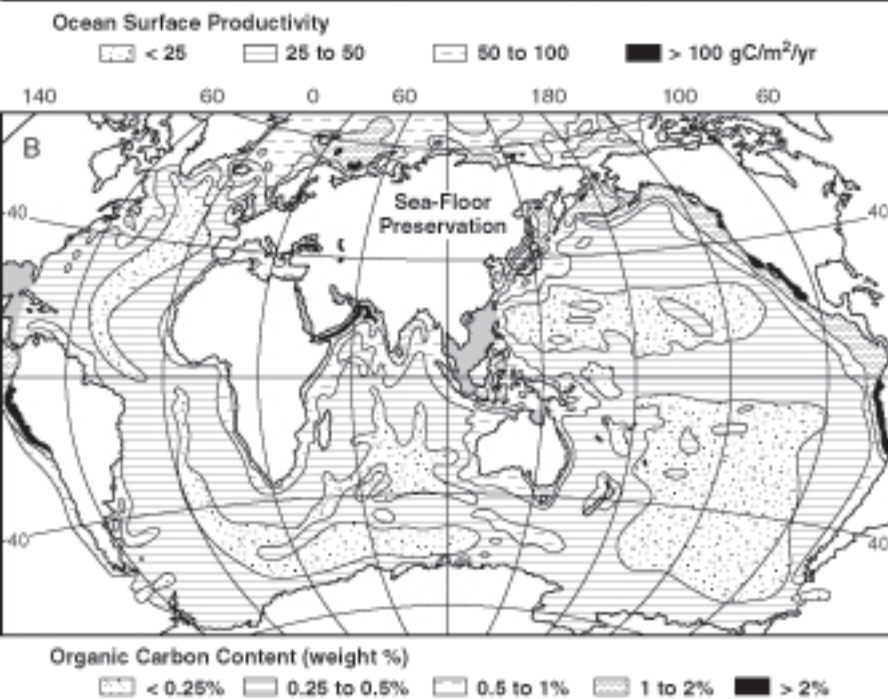 Ocean Surface Productivity
< 25 25 to 50 50 to 100 > 100 gC/m²/yr
140 60 0 60 180 100 60
B
Sea-Floor
Preservation
40 40
40 40
Organic Carbon Content (weight %)
< 0.25% 0.25 to 0.5% 0.5 to 1% 1 to 2% > 2%